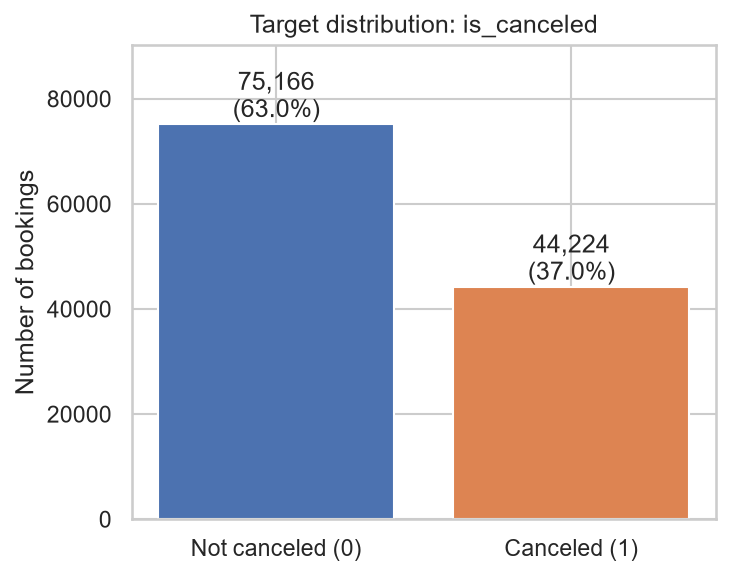 Target distribution: is_canceled
Number of bookings
80000
60000
40000
20000
0
75,166
(63.0%)
44,224
(37.0%)
Not canceled (0)
Canceled (1)